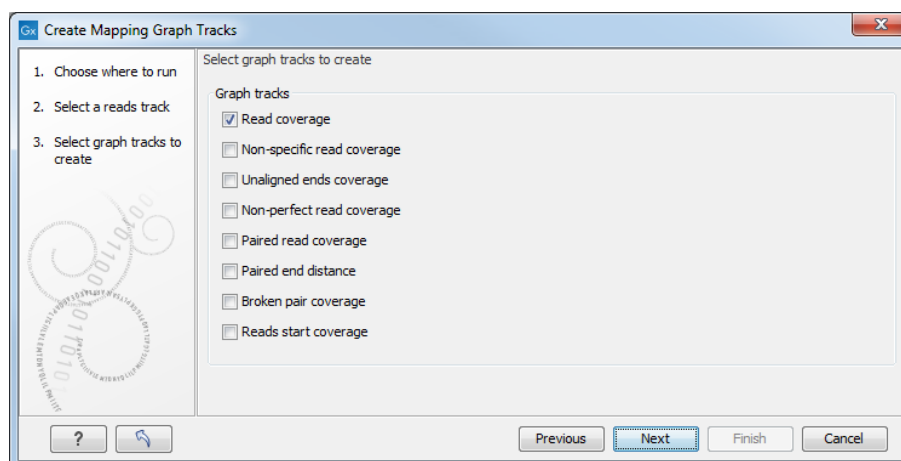 Gx Create Mapping Graph Tracks
1. Choose where to run
2. Select a reads track
3. Select graph tracks to
create
Select graph tracks to create
Graph tracks
Read coverage
Non-specific read coverage
Unaligned ends coverage
Non-perfect read coverage
Paired read coverage
Paired end distance
Broken pair coverage
Reads start coverage
?
Previous
Next
Finish
Cancel